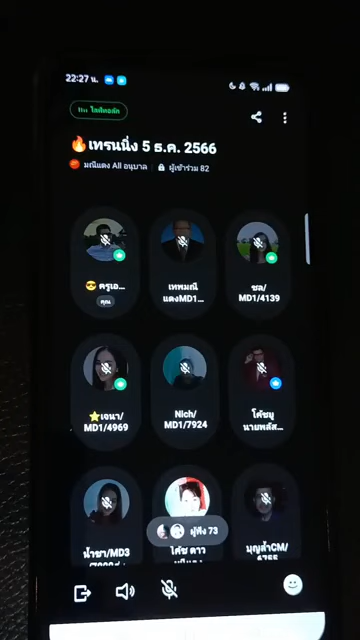 22:27 น.
ไลฟ์ทอล์ก
🔥เทรนนิ่ง 5 ธ.ค. 2566
มณีแดง All อนุบาล
ผู้เข้าร่วม 82
😎 ครูเอ...
คุณ
เทพมณี
แดงMD1...
ชล/
MD1/4139
⭐เจนา/
MD1/4969
Nich/
MD1/7924
โค้ชมู
นายพลัส...
น้ำชา/MD3
โค้ช ดาว
มุญล้ำCM/
ผู้ฟัง 73